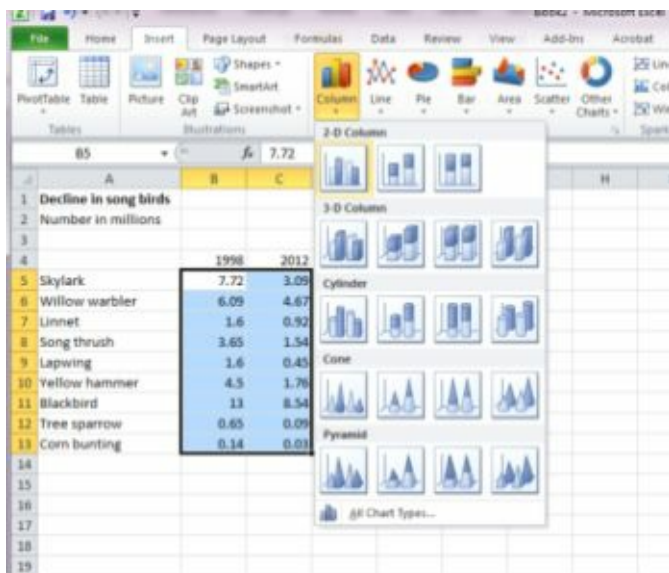 Book2 - Microsoft Excel
File Home Insert Page Layout Formulas Data Review View Add-Ins Acrobat
PivotTable Table Picture Clip Art Shapes SmartArt Screenshot Column Line Pie Bar Area Scatter Other Charts Line
Tables Illustrations
B5 fx 7.72
2-D Column
A B C H
1 Decline in song birds
2 Number in millions
3
3-D Column
4 1998 2012
5 Skylark 7.72 3.09
Cylinder
6 Willow warbler 6.09 4.67
7 Linnet 1.6 0.92
8 Song thrush 3.65 1.54
9 Lapwing 1.6 0.45
Cone
10 Yellow hammer 4.5 1.76
11 Blackbird 13 8.54
12 Tree sparrow 0.65 0.09
Pyramid
13 Corn bunting 0.14 0.03
14
15
16
All Chart Types...
17
18
19